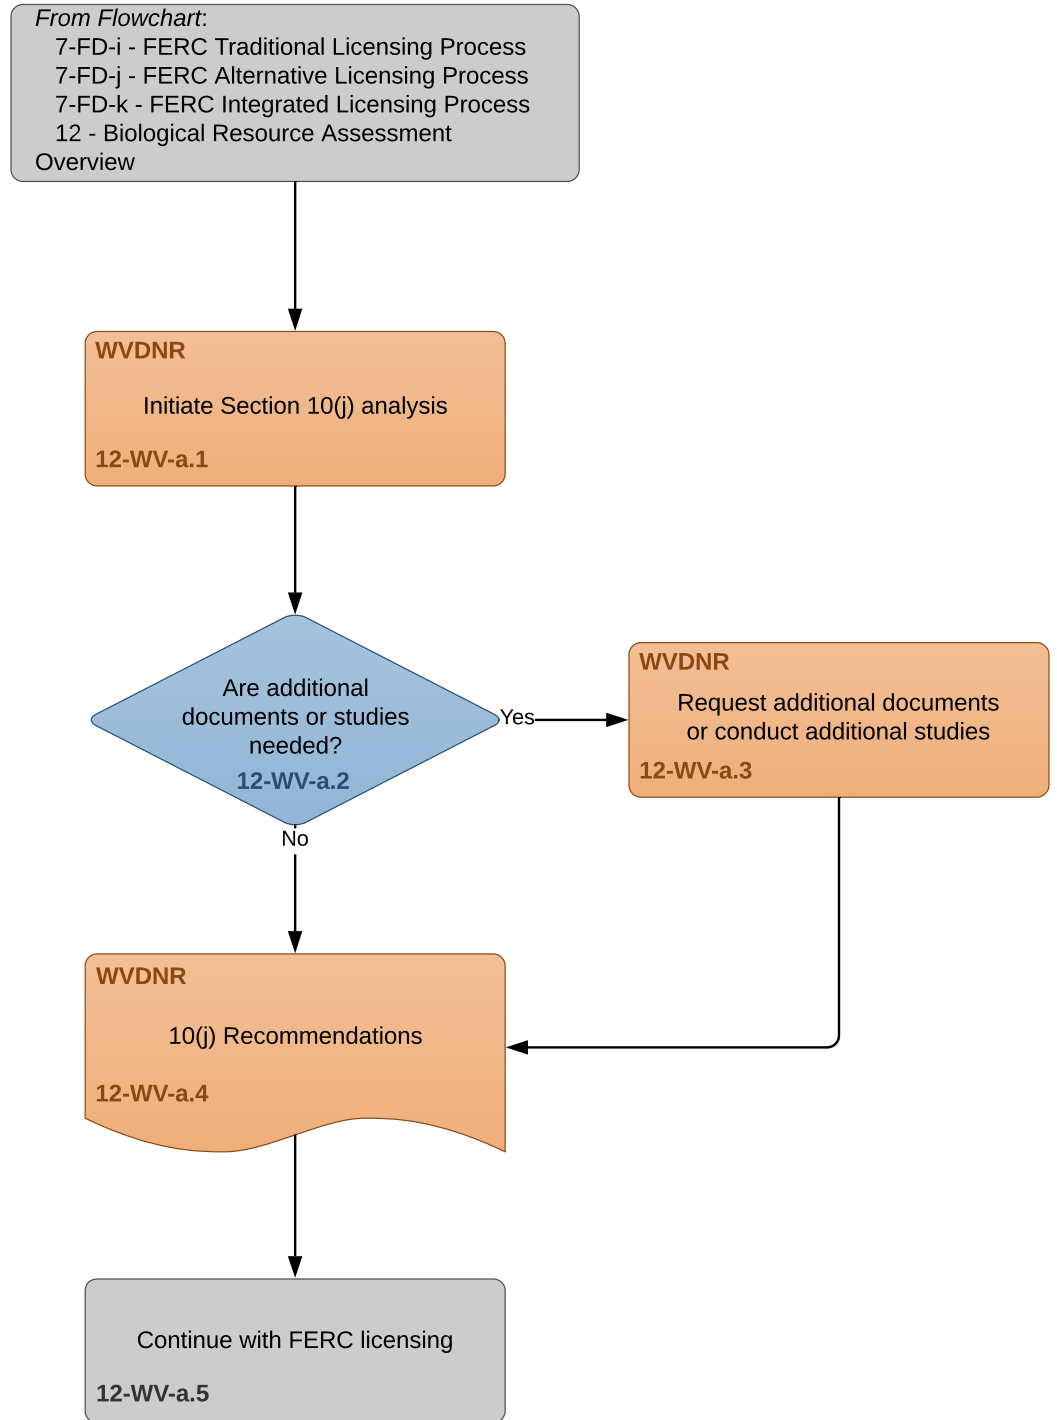 From Flowchart:
7-FD-i - FERC Traditional Licensing Process
7-FD-j - FERC Alternative Licensing Process
7-FD-k - FERC Integrated Licensing Process
12 - Biological Resource Assessment
Overview
WVDNR
Initiate Section 10(j) analysis
12-WV-a.1
Are additional
documents or studies
needed?
12-WV-a.2
Yes
WVDNR
Request additional documents
or conduct additional studies
12-WV-a.3
No
WVDNR
10(j) Recommendations
12-WV-a.4
Continue with FERC licensing
12-WV-a.5